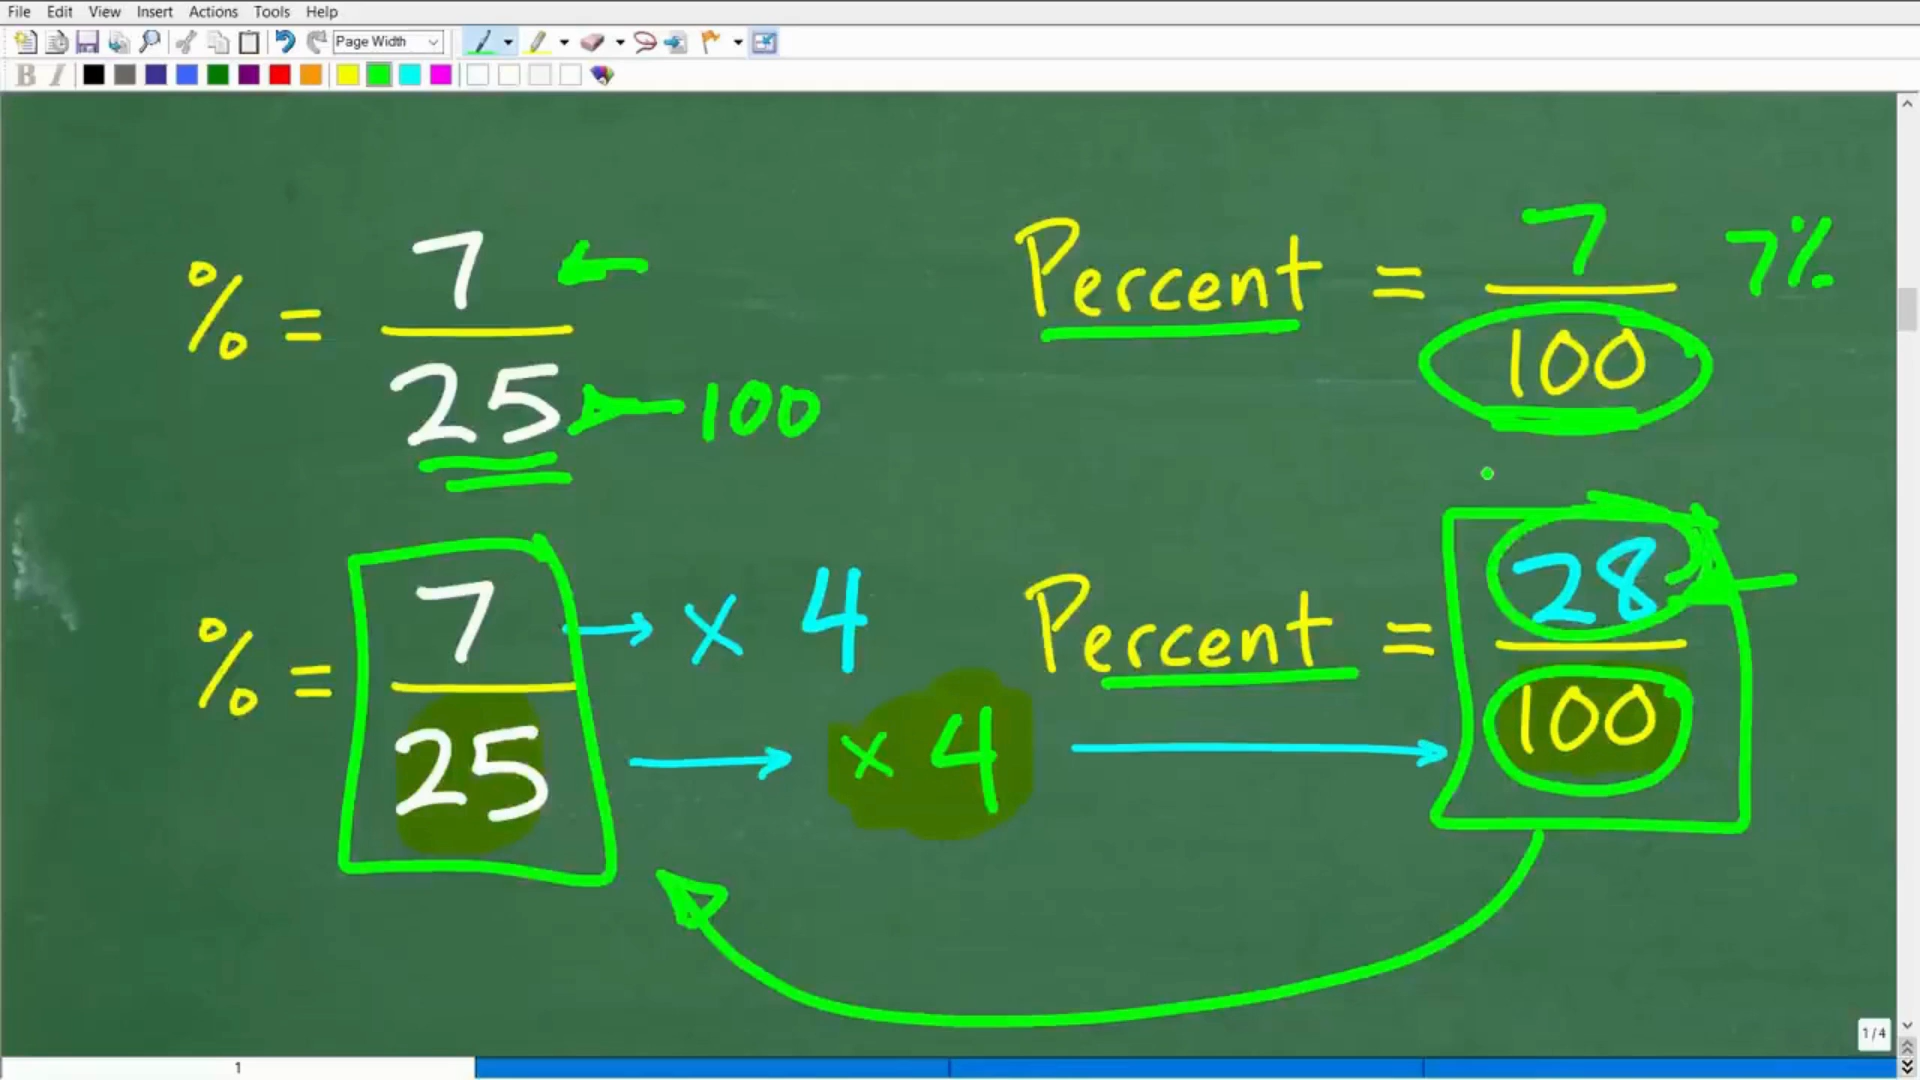 File Edit View Insert Actions Tools Help
Page Width
B I
% = 7/25 100
Percent = 7/100 7%
% = 7/25 x 4
x 4
Percent = 28/100
1/4
1